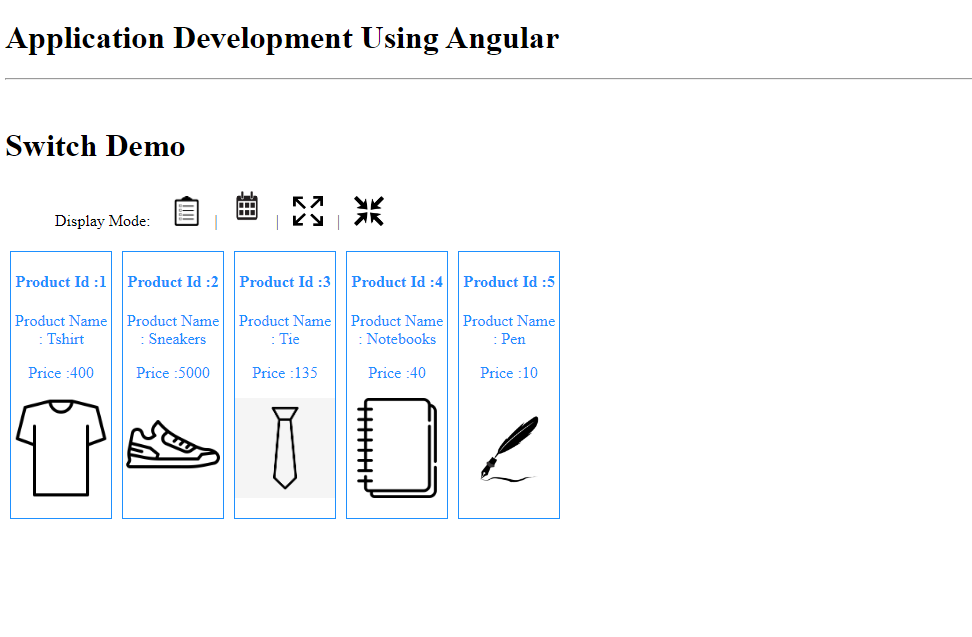 Application Development Using Angular
Switch Demo
Display Mode: | | |
Product Id :1
Product Name
: Tshirt
Price :400
Product Id :2
Product Name
: Sneakers
Price :5000
Product Id :3
Product Name
: Tie
Price :135
Product Id :4
Product Name
: Notebooks
Price :40
Product Id :5
Product Name
: Pen
Price :10